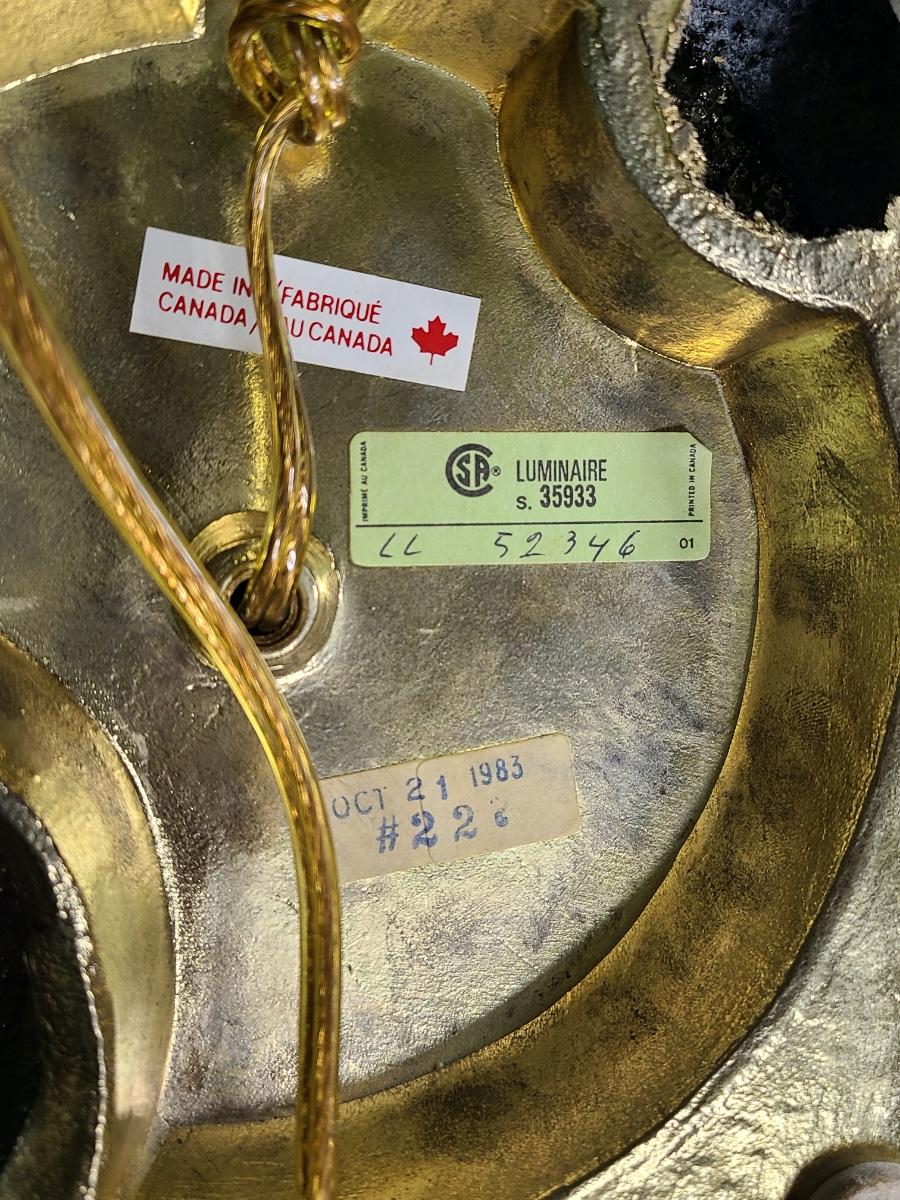 MADE IN /FABRIQUÉ
CANADA / AU CANADA
IMPRIMÉ AU CANADA
CSA® LUMINAIRE
S. 35933
PRINTED IN CANADA
LL 52346 01
OCT 21 1983
#22